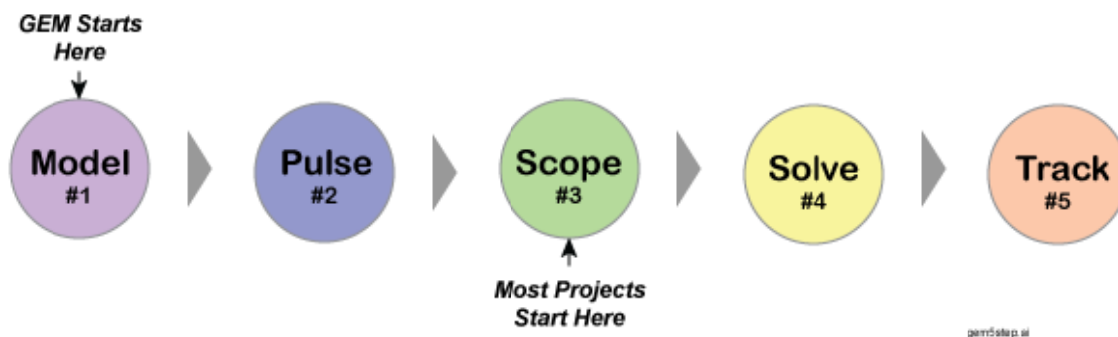 GEM Starts
Here
Model
#1
Pulse
#2
Scope
#3
Solve
#4
Track
#5
Most Projects
Start Here
gem5step.ai